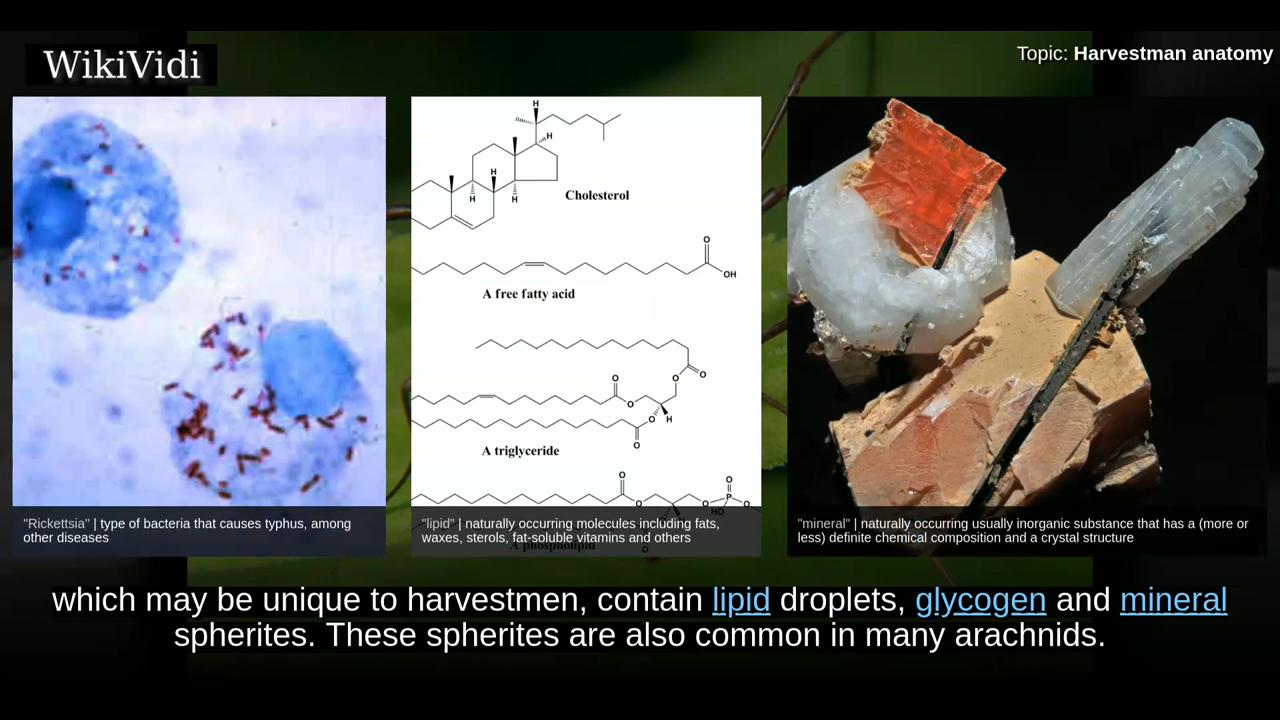 WikiVidi
Topic: Harvestman anatomy
H
H
H
H
H
Cholesterol
O
OH
A free fatty acid
O
O
O
O
O
H
O
A triglyceride
O
O
O
P
O
O
HO
O
A phospholipid
"Rickettsia" | type of bacteria that causes typhus, among
other diseases
"lipid" | naturally occurring molecules including fats,
waxes, sterols, fat-soluble vitamins and others
"mineral" | naturally occurring usually inorganic substance that has a (more or
less) definite chemical composition and a crystal structure
which may be unique to harvestmen, contain lipid droplets, glycogen and mineral
spherites. These spherites are also common in many arachnids.